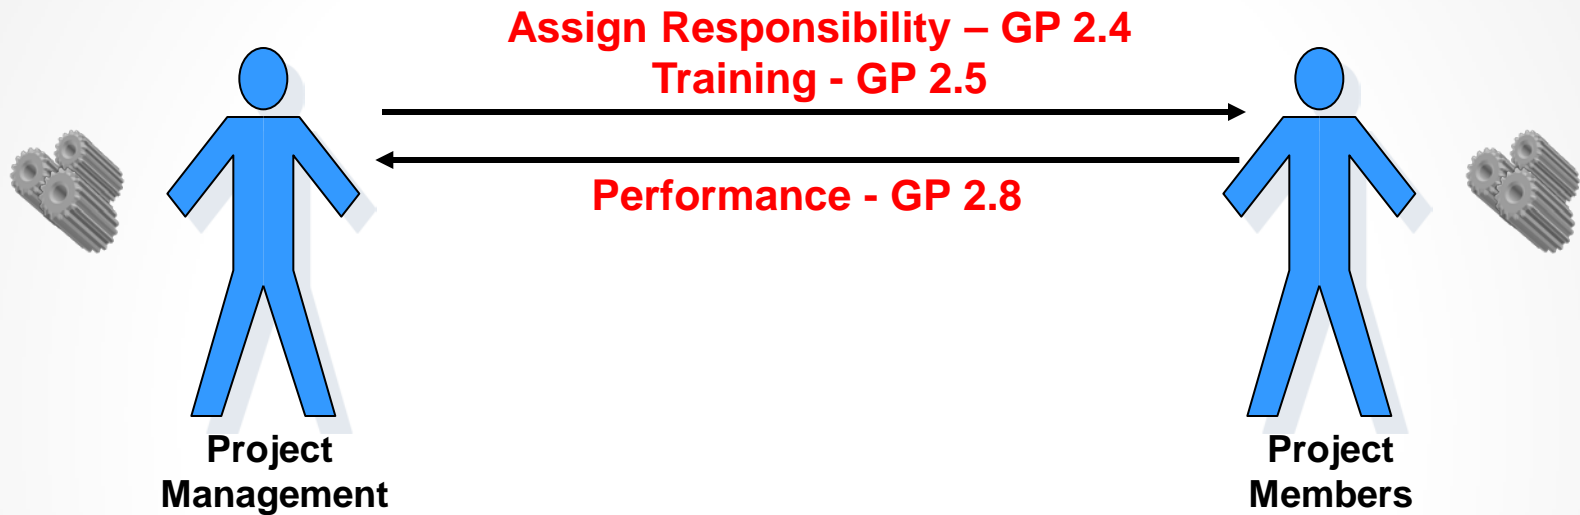 Assign Responsibility – GP 2.4
Training - GP 2.5
Performance - GP 2.8
Project
Management
Project
Members